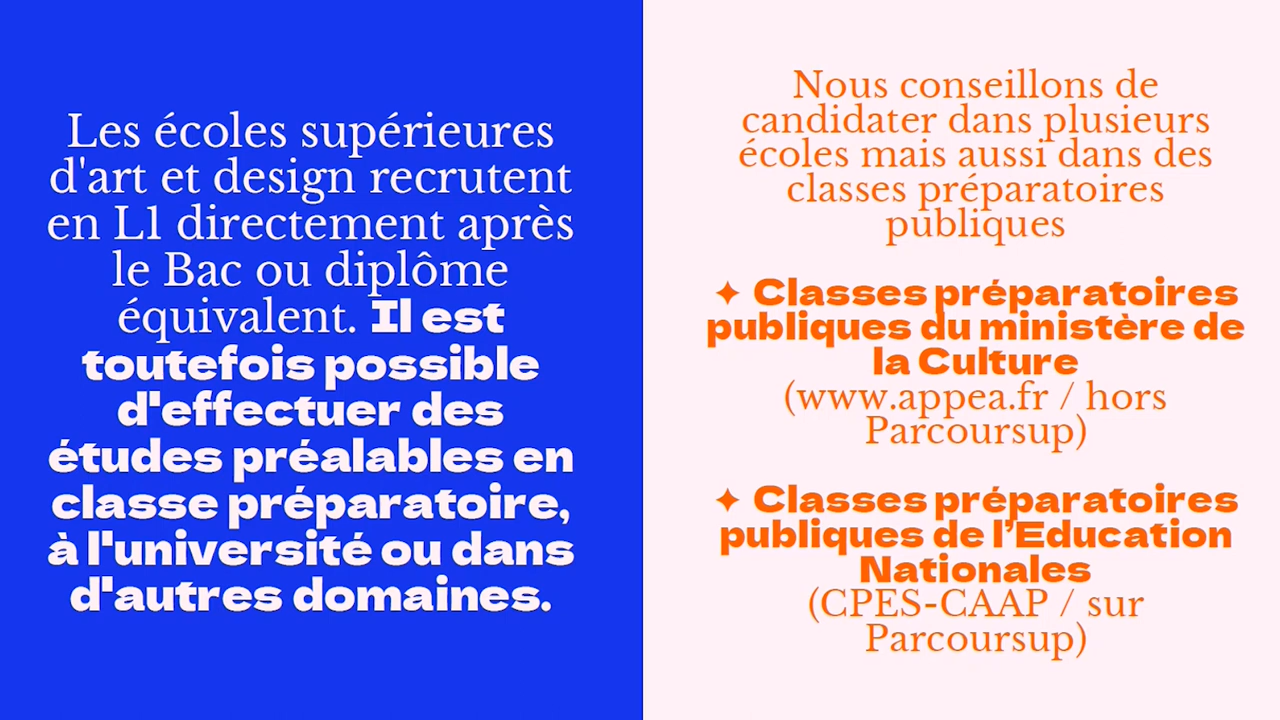 Les écoles supérieures
d'art et design recrutent
en L1 directement après
le Bac ou diplôme
équivalent. Il est
toutefois possible
d'effectuer des
études préalables en
classe préparatoire,
à l'université ou dans
d'autres domaines.
Nous conseillons de
candidater dans plusieurs
écoles mais aussi dans des
classes préparatoires
publiques
✦ Classes préparatoires
publiques du ministère de
la Culture
(www.appea.fr / hors
Parcoursup)
✦ Classes préparatoires
publiques de l’Education
Nationales
(CPES-CAAP / sur
Parcoursup)